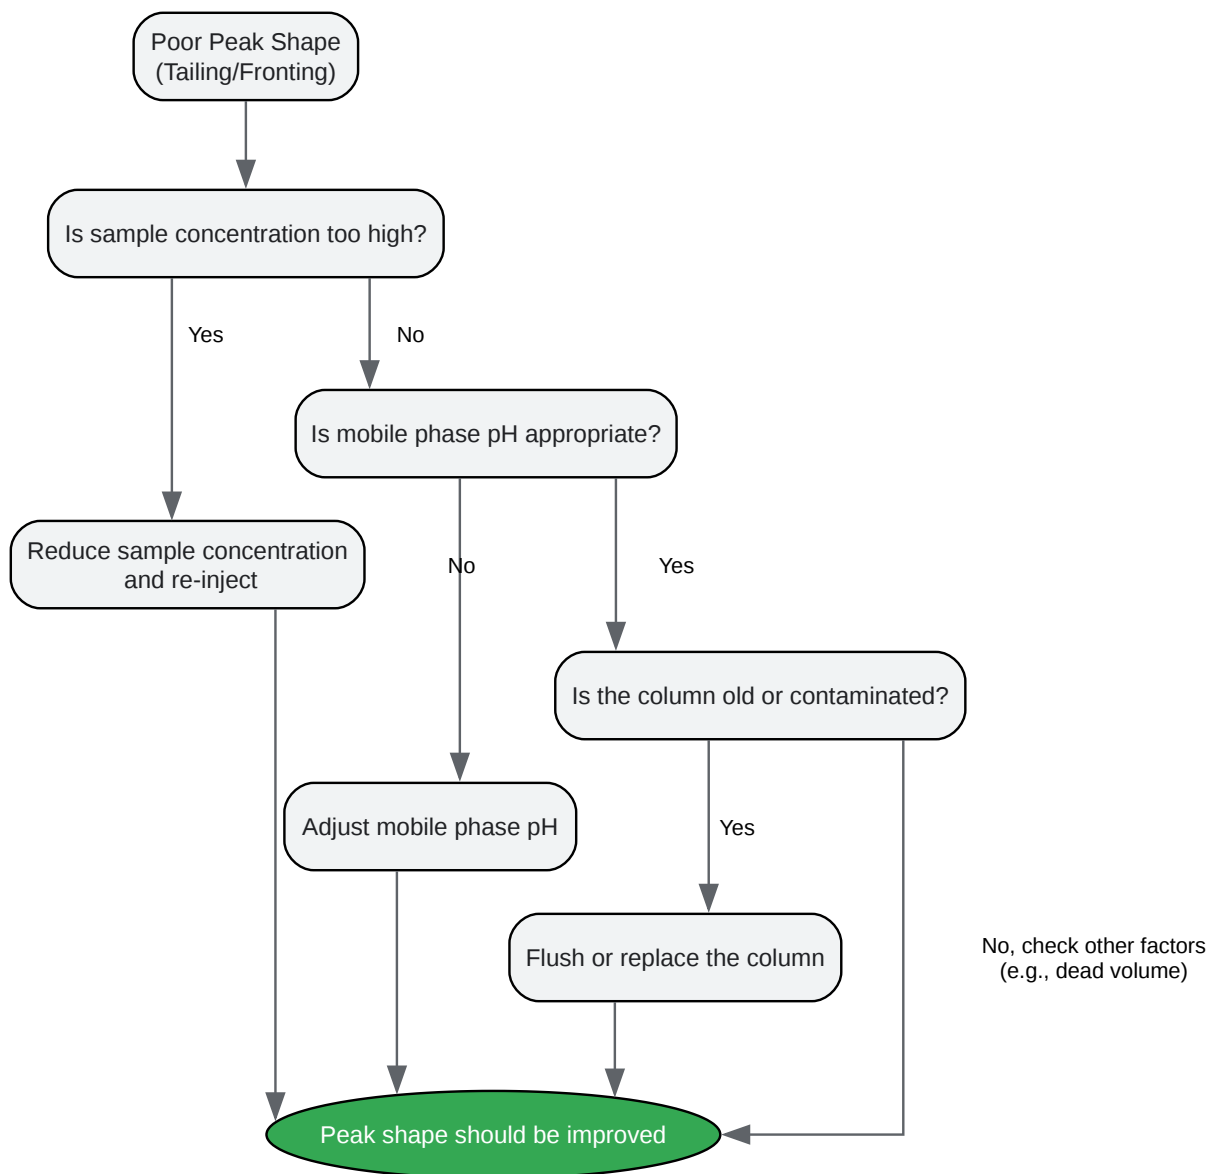 Poor Peak Shape
(Tailing/Fronting)
Is sample concentration too high?
Yes
No
Is mobile phase pH appropriate?
Reduce sample concentration
and re-inject
No
Yes
Is the column old or contaminated?
Adjust mobile phase pH
Yes
Flush or replace the column
No, check other factors
(e.g., dead volume)
Peak shape should be improved